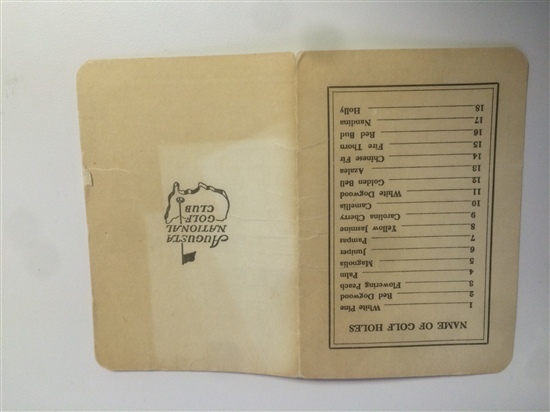 NAME OF GOLF HOLES
1 White Pine
2 Red Dogwood
3 Flowering Peach
4 Palm
5 Magnolia
6 Juniper
7 Pampas
8 Yellow Jasmine
9 Carolina Cherry
10 Camellia
11 White Dogwood
12 Golden Bell
13 Azalea
14 Chinese Fir
15 Fire Thorn
16 Red Bud
17 Nandina
18 Holly
AUGUSTA
NATIONAL
GOLF
CLUB